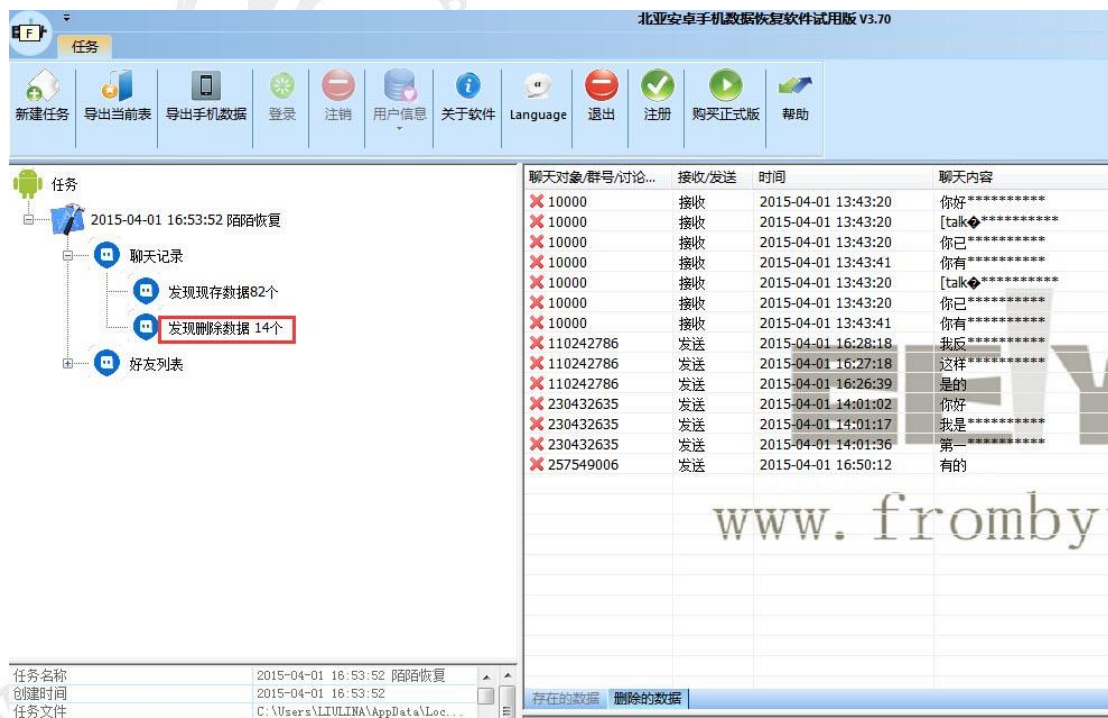 北亚安卓手机数据恢复软件试用版 V3.70
F
任务
新建任务 导出当前表 导出手机数据 登录 注销 用户信息 关于软件 Language 退出 注册 购买正式版 帮助
任务
2015-04-01 16:53:52 陌陌恢复
聊天记录
发现现存数据82个
发现删除数据 14个
好友列表
聊天对象/群号/讨论... 接收/发送 时间 聊天内容
10000 接收 2015-04-01 13:43:20 你好**********
10000 接收 2015-04-01 13:43:20 [talk�**********
10000 接收 2015-04-01 13:43:20 你已**********
10000 接收 2015-04-01 13:43:41 你有**********
10000 接收 2015-04-01 13:43:20 [talk�**********
10000 接收 2015-04-01 13:43:20 你已**********
10000 接收 2015-04-01 13:43:41 你有**********
110242786 发送 2015-04-01 16:28:18 我反**********
110242786 发送 2015-04-01 16:27:18 这样**********
110242786 发送 2015-04-01 16:26:39 是的
230432635 发送 2015-04-01 14:01:02 你好
230432635 发送 2015-04-01 14:01:17 我是**********
230432635 发送 2015-04-01 14:01:36 第一**********
257549006 发送 2015-04-01 16:50:12 有的
www.fromby
任务名称 2015-04-01 16:53:52 陌陌恢复
创建时间 2015-04-01 16:53:52
任务文件 C:\Users\LIULINA\AppData\Loc...
存在的数据 删除的数据